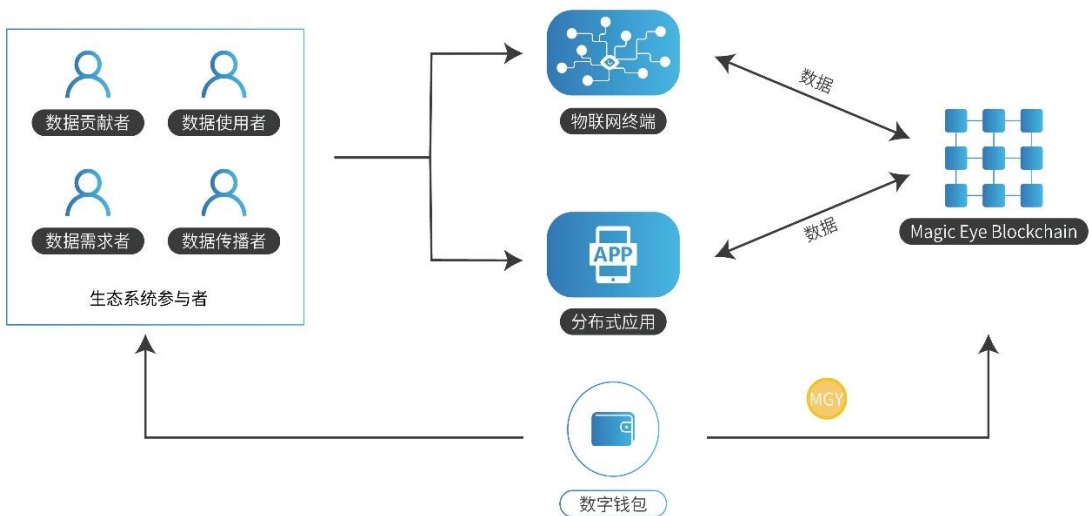 数据贡献者
数据使用者
数据需求者
数据传播者
生态系统参与者
物联网终端
APP
分布式应用
数据
数据
Magic Eye Blockchain
MGY
数字钱包